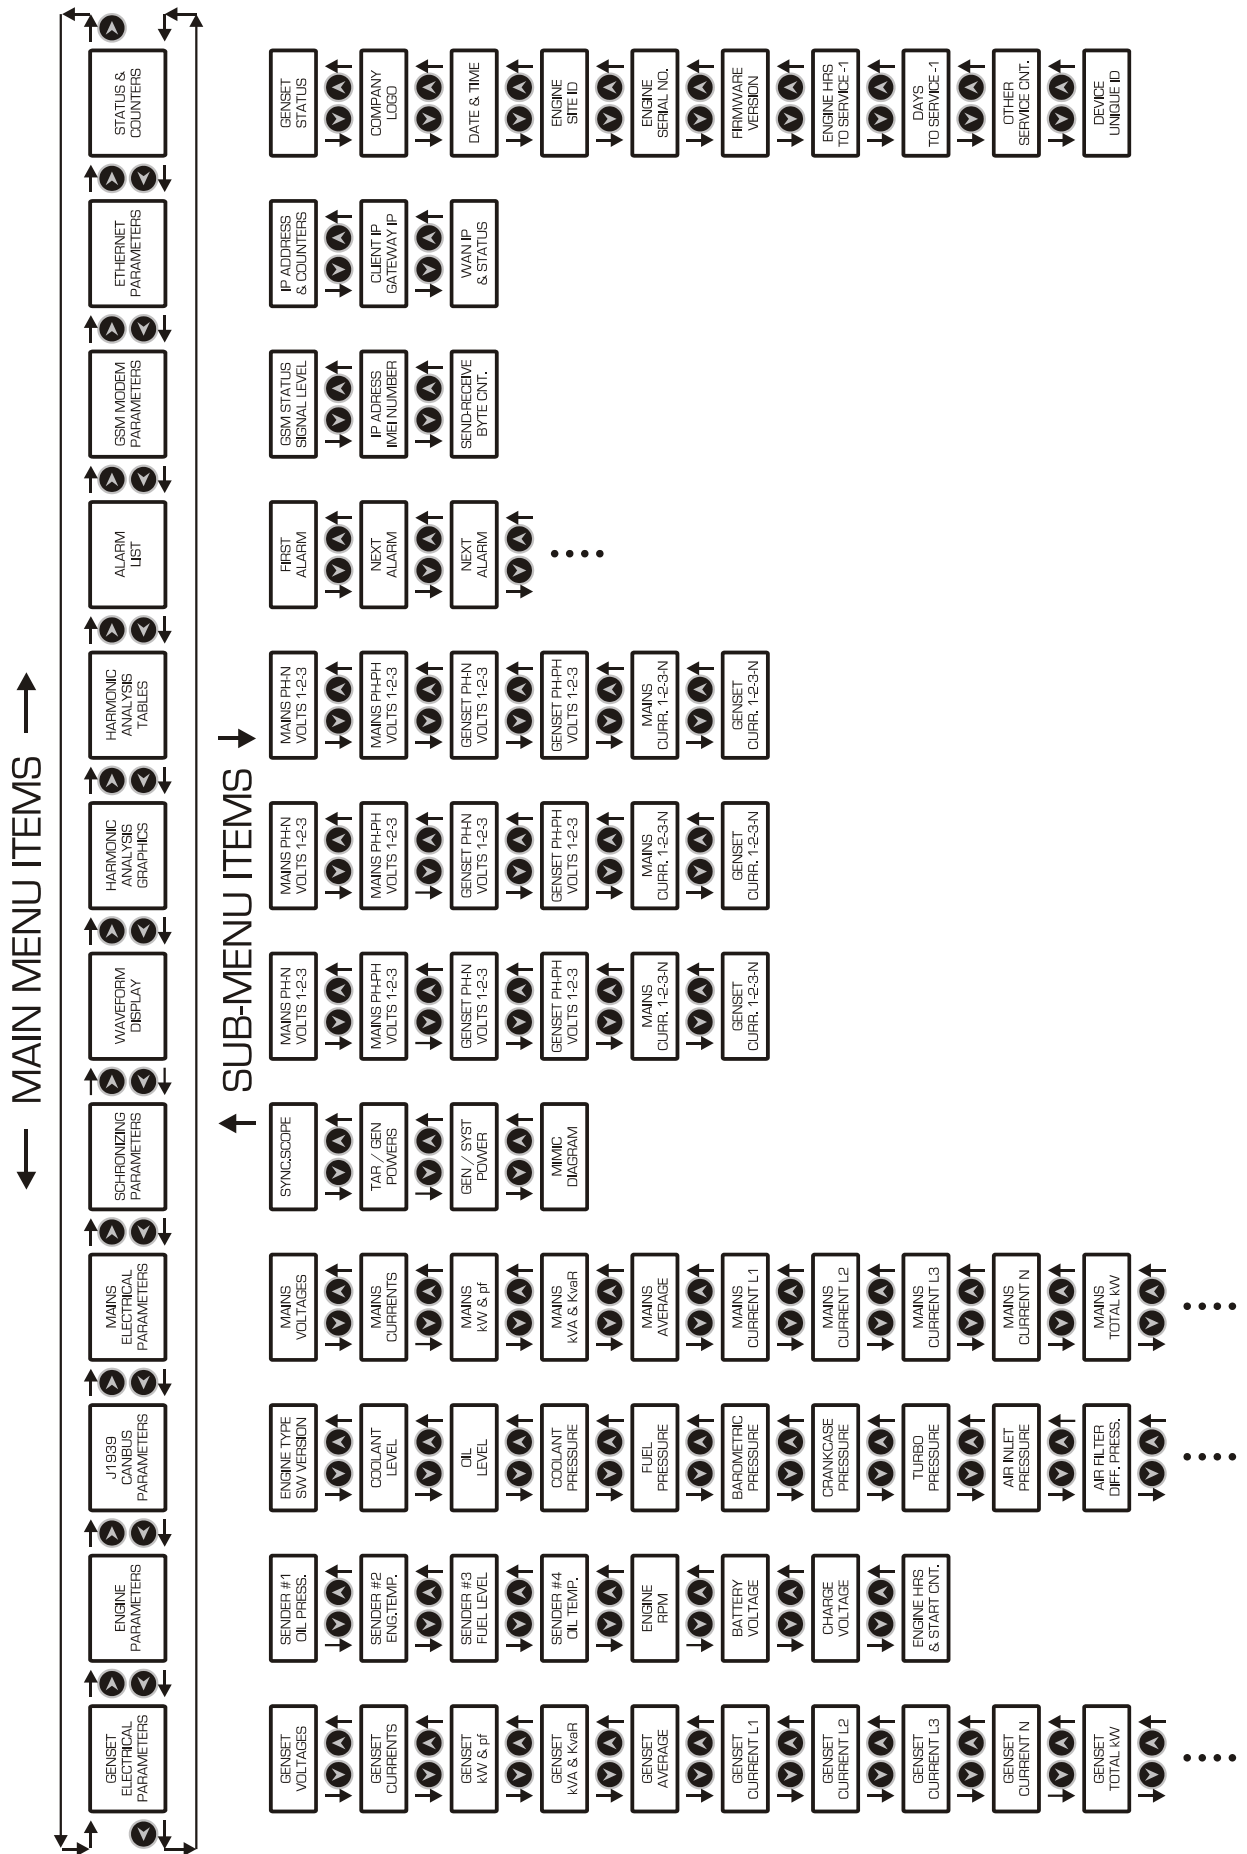 MAIN MENU ITEMS
GENSET
ELECTRICAL
PARAMETERS
ENGINE
PARAMETERS
J1939
CANBUS
PARAMETERS
MAINS
ELECTRICAL
PARAMETERS
SCHRONIZING
PARAMETERS
WAVEFORM
DISPLAY
HARMONIC
ANALYSIS
GRAPHICS
HARMONIC
ANALYSIS
TABLES
ALARM
LIST
GSM MODEM
PARAMETERS
ETHERNET
PARAMETERS
STATUS &
COUNTERS
SUB-MENU ITEMS
GENSET
VOLTAGES
GENSET
CURRENTS
GENSET
kW & pf
GENSET
kVA & KvaR
GENSET
AVERAGE
GENSET
CURRENT L1
GENSET
CURRENT L2
GENSET
CURRENT L3
GENSET
CURRENT N
GENSET
TOTAL kW
....
SENDER #1
OIL PRESS.
SENDER #2
ENG.TEMP.
SENDER #3
FUEL LEVEL
SENDER #4
OIL TEMP.
ENGINE
RPM
BATTERY
VOLTAGE
CHARGE
VOLTAGE
ENGINE HRS
& START CNT.
ENGINE TYPE
SW VERSION
COOLANT
LEVEL
OIL
LEVEL
COOLANT
PRESSURE
FUEL
PRESSURE
BAROMETRIC
PRESSURE
CRANKCASE
PRESSURE
TURBO
PRESSURE
AIR INLET
PRESSURE
AIR FILTER
DIFF. PRESS.
....
MAINS
VOLTAGES
MAINS
CURRENTS
MAINS
kW & pf
MAINS
kVA & KvaR
MAINS
AVERAGE
MAINS
CURRENT L1
MAINS
CURRENT L2
MAINS
CURRENT L3
MAINS
CURRENT N
MAINS
TOTAL kW
....
SYNC.SCOPE
TAR / GEN
POWERS
GEN / SYST
POWER
MIMIC
DIAGRAM
MAINS PH-N
VOLTS 1-2-3
MAINS PH-PH
VOLTS 1-2-3
GENSET PH-N
VOLTS 1-2-3
GENSET PH-PH
VOLTS 1-2-3
MAINS
CURR. 1-2-3-N
GENSET
CURR. 1-2-3-N
MAINS PH-N
VOLTS 1-2-3
MAINS PH-PH
VOLTS 1-2-3
GENSET PH-N
VOLTS 1-2-3
GENSET PH-PH
VOLTS 1-2-3
MAINS
CURR. 1-2-3-N
GENSET
CURR. 1-2-3-N
MAINS PH-N
VOLTS 1-2-3
MAINS PH-PH
VOLTS 1-2-3
GENSET PH-N
VOLTS 1-2-3
GENSET PH-PH
VOLTS 1-2-3
MAINS
CURR. 1-2-3-N
GENSET
CURR. 1-2-3-N
FIRST
ALARM
NEXT
ALARM
NEXT
ALARM
....
GSM STATUS
SIGNAL LEVEL
IP ADRESS
IMEI NUMBER
SEND-RECEIVE
BYTE CNT.
IP ADDRESS
& COUNTERS
CLIENT IP
GATEWAY IP
WAN IP
& STATUS
GENSET
STATUS
COMPANY
LOGO
DATE & TIME
ENGINE
SITE ID
ENGINE
SERIAL NO.
FIRMWARE
VERSION
ENGINE HRS
TO SERVICE -1
DAYS
TO SERVICE -1
OTHER
SERVICE CNT.
DEVICE
UNIQUE ID